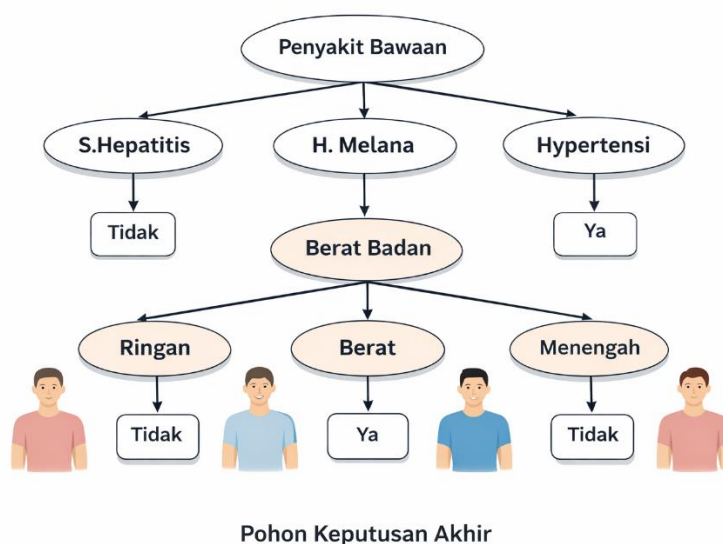 Penyakit Bawaan
S.Hepatitis
H. Melana
Hypertensi
Tidak
Ya
Berat Badan
Ringan
Berat
Menengah
Tidak
Ya
Tidak
Pohon Keputusan Akhir